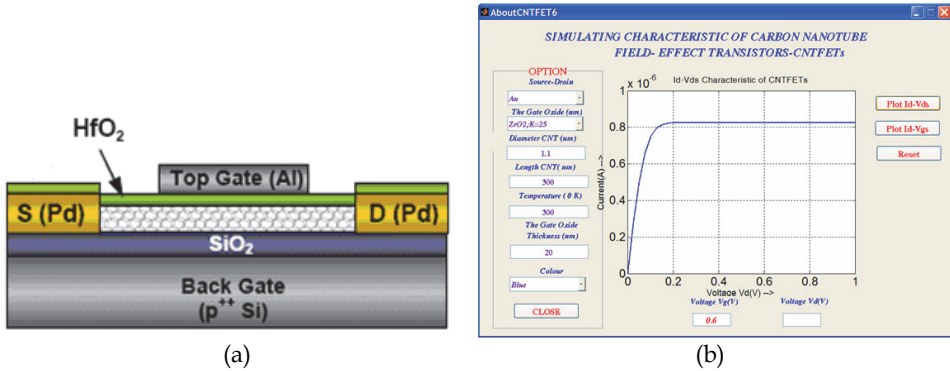 HfO2
Top Gate (Al)
S (Pd)
D (Pd)
SiO2
Back Gate
(p++ Si)
(a)
AboutCNTFET6
SIMULATING CHARACTERISTIC OF CARBON NANOTUBE
FIELD- EFFECT TRANSISTORS-CNTFETs
OPTION
Source-Drain
Au
The Gate Oxide (nm)
ZrO2;K=25
Diameter CNT (nm)
1.1
Length CNT( nm)
300
Temperature ( 0 K)
300
The Gate Oxide
Thickness (nm)
20
Colour
Blue
CLOSE
Id-Vds Characteristic of CNTFETs
1 x 10-6
0.8
0.6
0.4
0.2
0
Current(A) -->
0 0.2 0.4 0.6 0.8 1
Voltage Vd(V) -->
Voltage Vg(V)
0.6
Voltage Vd(V)
Plot Id-Vds
Plot Id-Vgs
Reset
(b)